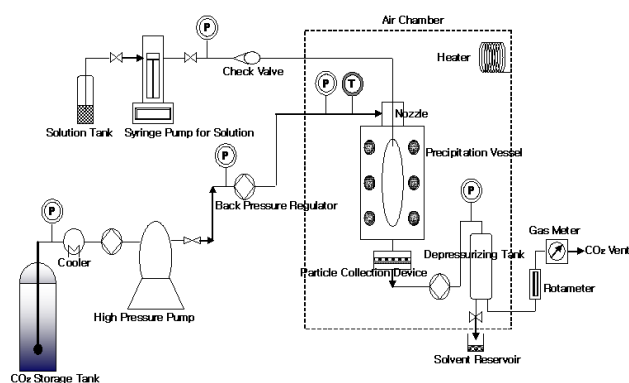 Air Chamber
P
Heater
Check Valve
Solution Tank
Syringe Pump for Solution
P
T
Nozzle
P
Precipitation Vessel
P
Back Pressure Regulator
P
Gas Meter
CO₂ Vent
Cooler
Depressurizing Tank
Particle Collection Device
Rotameter
High Pressure Pump
Solvent Reservoir
CO₂ Storage Tank